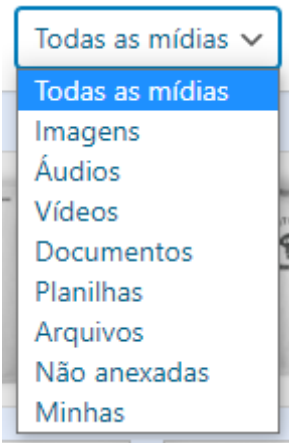 Todas as mídias
Todas as mídias
Imagens
Áudios
Vídeos
Documentos
Planilhas
Arquivos
Não anexadas
Minhas